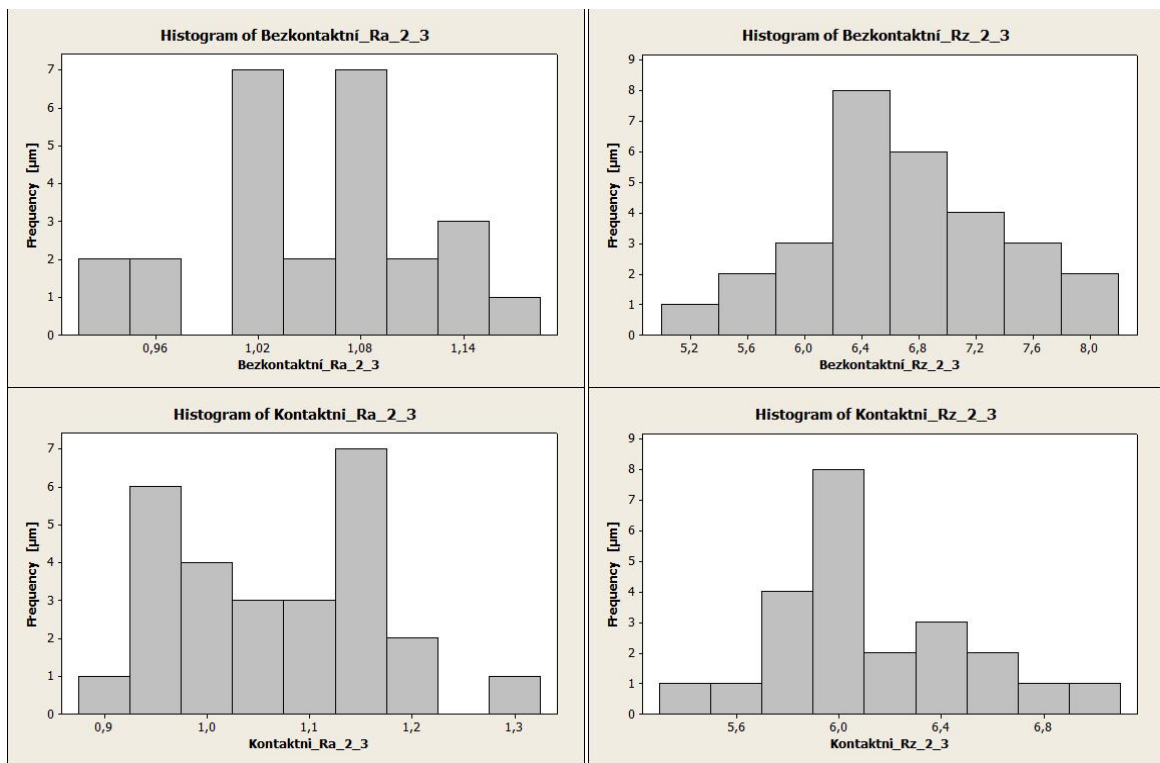 Histogram of Bezkontaktní_Ra_2_3
Frequency [µm]
7
6
5
4
3
2
1
0
0,96 1,02 1,08 1,14
Bezkontaktní_Ra_2_3
Histogram of Bezkontaktní_Rz_2_3
Frequency [µm]
9
8
7
6
5
4
3
2
1
0
5,2 5,6 6,0 6,4 6,8 7,2 7,6 8,0
Bezkontaktní_Rz_2_3
Histogram of Kontaktni_Ra_2_3
Frequency [µm]
7
6
5
4
3
2
1
0
0,9 1,0 1,1 1,2 1,3
Kontaktni_Ra_2_3
Histogram of Kontaktni_Rz_2_3
Frequency [µm]
9
8
7
6
5
4
3
2
1
0
5,6 6,0 6,4 6,8
Kontaktni_Rz_2_3